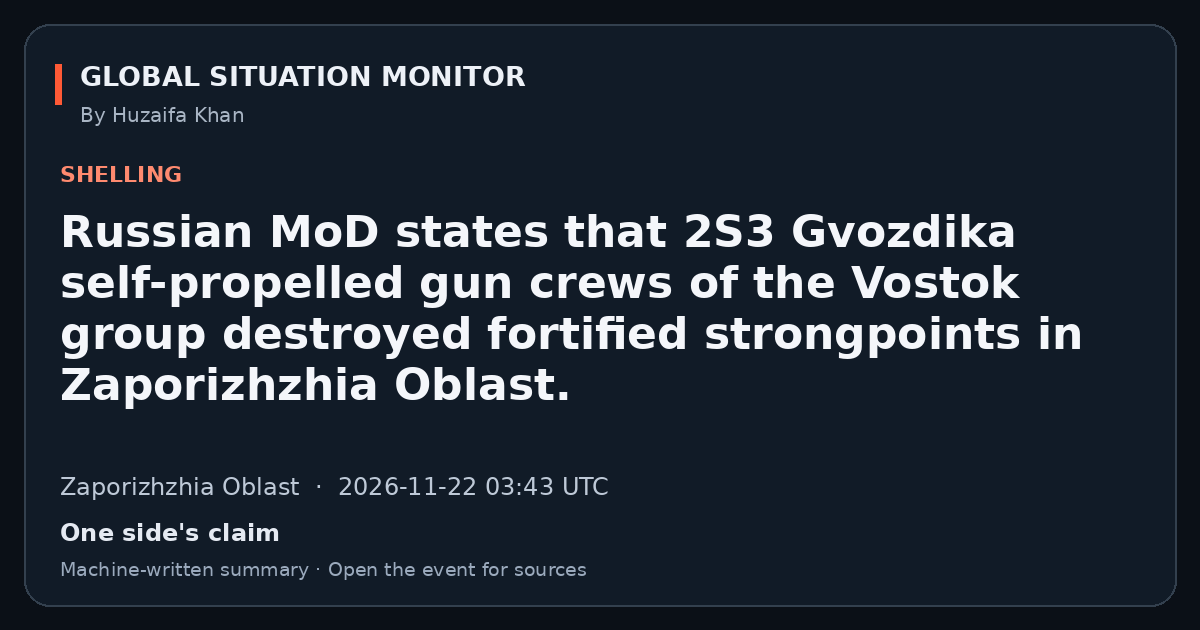 GLOBAL SITUATION MONITOR
By Huzaifa Khan
SHELLING
Russian MoD states that 2S3 Gvozdika
self-propelled gun crews of the Vostok
group destroyed fortified strongpoints in
Zaporizhzhia Oblast.
Zaporizhzhia Oblast · 2026-11-22 03:43 UTC
One side's claim
Machine-written summary · Open the event for sources